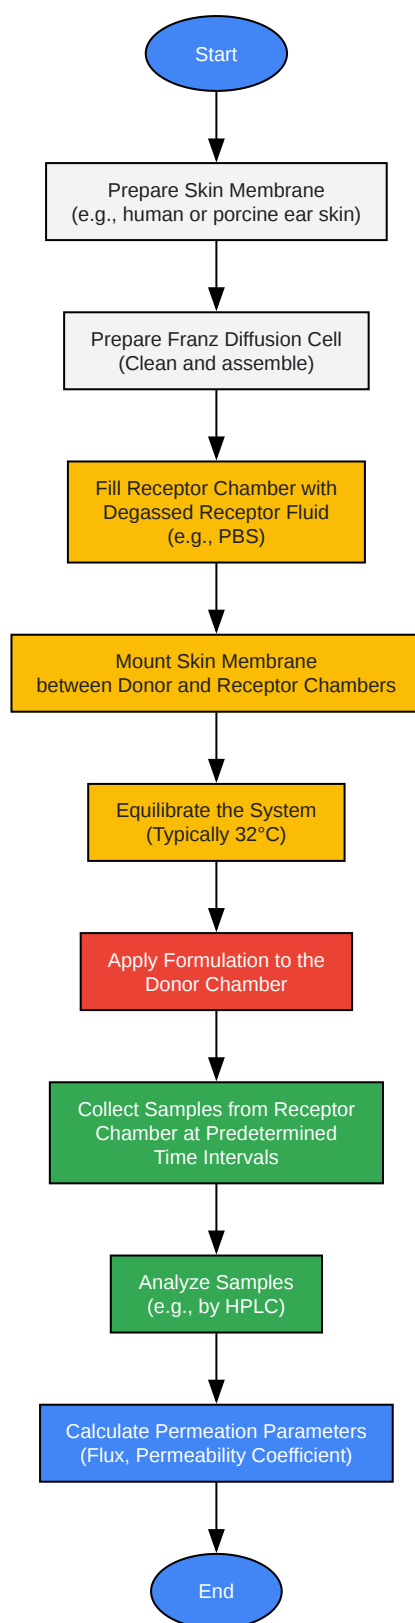 Start
Prepare Skin Membrane
(e.g., human or porcine ear skin)
Prepare Franz Diffusion Cell
(Clean and assemble)
Fill Receptor Chamber with
Degassed Receptor Fluid
(e.g., PBS)
Mount Skin Membrane
between Donor and Receptor Chambers
Equilibrate the System
(Typically 32°C)
Apply Formulation to the
Donor Chamber
Collect Samples from Receptor
Chamber at Predetermined
Time Intervals
Analyze Samples
(e.g., by HPLC)
Calculate Permeation Parameters
(Flux, Permeability Coefficient)
End